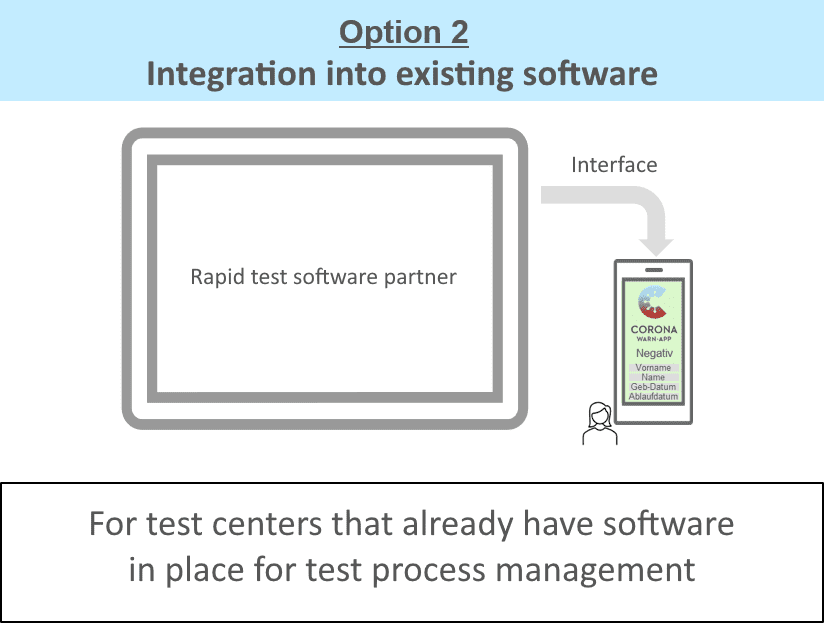 Option 2
Integration into existing software
Interface
Rapid test software partner
CORONA
WARN-APP
Negativ
Vorname
Name
Geb-Datum
Ablaufdatum
For test centers that already have software
in place for test process management